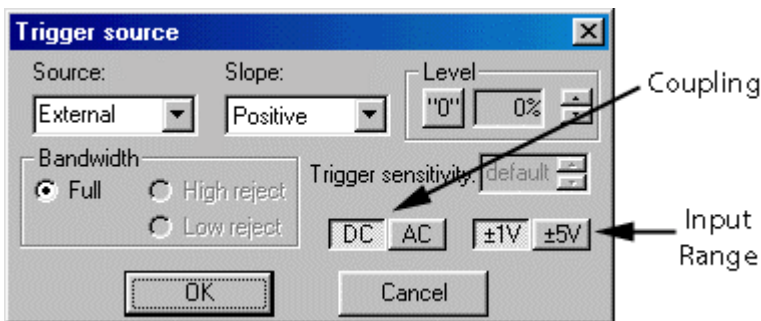 Trigger source
Source: Slope: Level
External Positive "0" 0%
Coupling
Bandwidth
Full High reject
Low reject
Trigger sensitivity: default
DC AC ±1V ±5V
Input
Range
OK Cancel